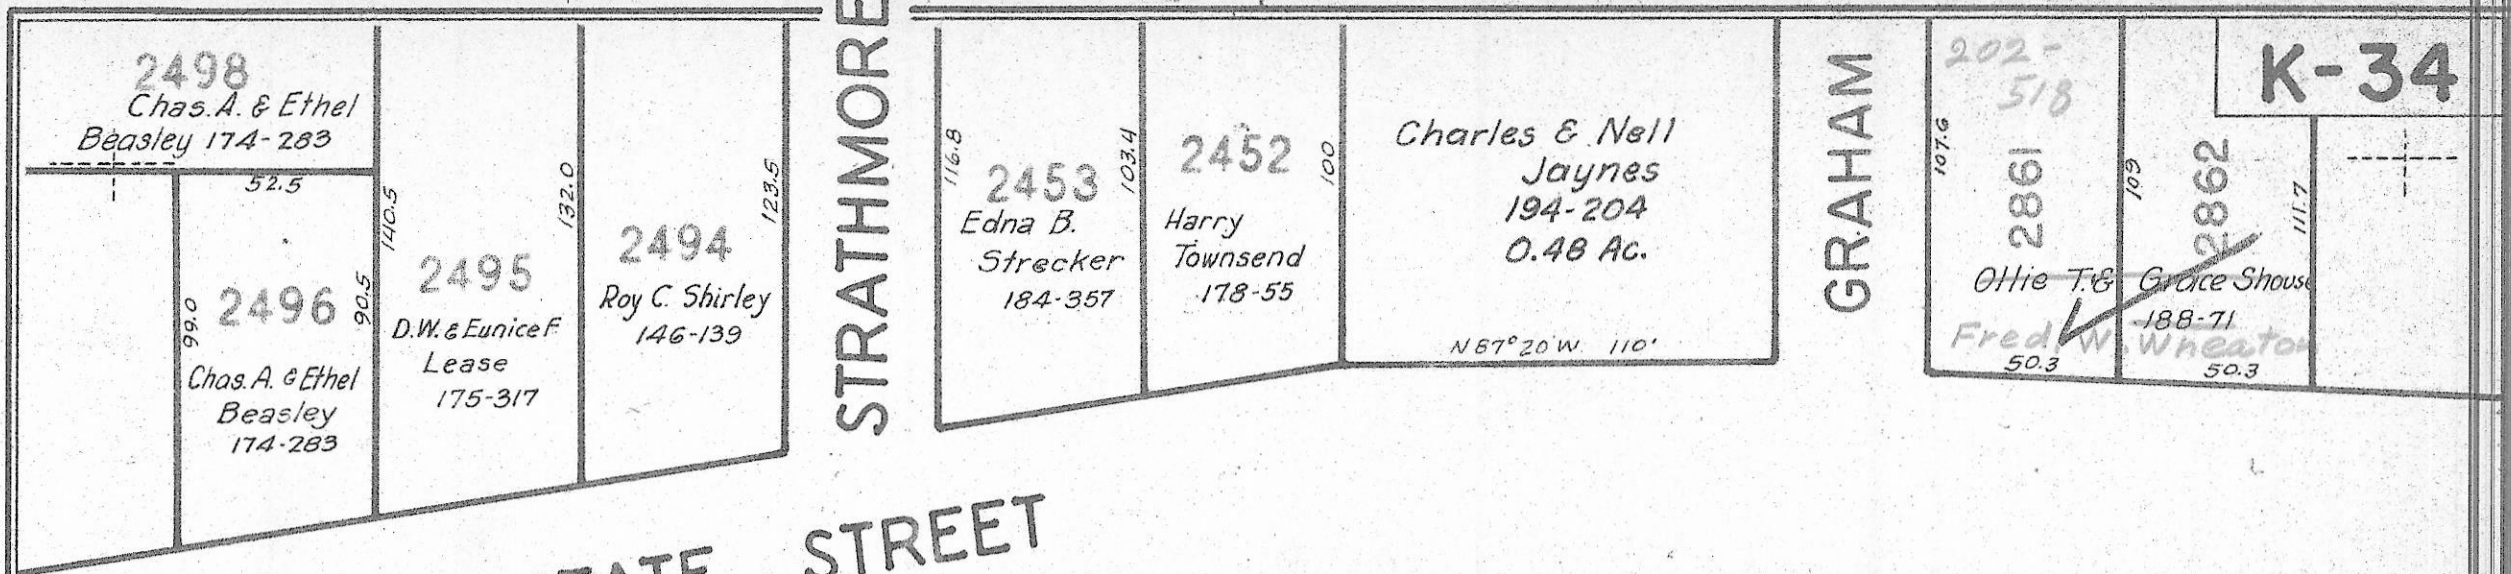 2498
Chas. A. & Ethel
Beasley 174-283
52.5
99.0
2496
90.5
Chas. A. & Ethel
Beasley
174-283
140.5
2495
132.0
D.W. & Eunice F
Lease
175-317
2494
123.5
Roy C. Shirley
146-139
STRATHMORE
116.8
2453
103.4
Edna B.
Strecker
184-357
2452
100
Harry
Townsend
178-55
Charles & Nell
Jaynes
194-204
0.48 Ac.
N 87° 20' W. 110'
GRAHAM
202-
518
107.6
2861
109
2862
111.7
K-34
Ollie T. & Grace Shouse
188-71
Fred W. Wheaton
50.3
50.3
STREET